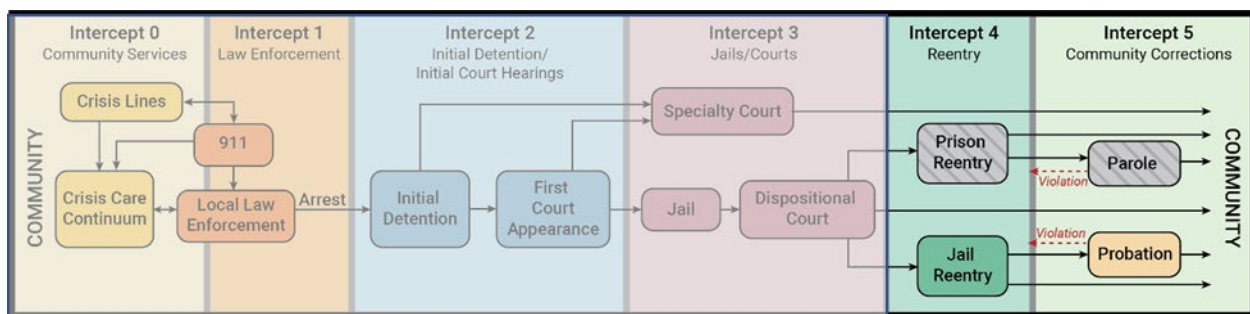 Intercept 0
Community Services
Intercept 1
Law Enforcement
Intercept 2
Initial Detention/
Initial Court Hearings
Intercept 3
Jails/Courts
Intercept 4
Reentry
Intercept 5
Community Corrections
COMMUNITY
Crisis Lines
911
Crisis Care
Continuum
Local Law
Enforcement
Arrest
Initial
Detention
First
Court
Appearance
Specialty Court
Jail
Dispositional
Court
Prison
Reentry
Parole
Violation
Jail
Reentry
Violation
Probation
COMMUNITY